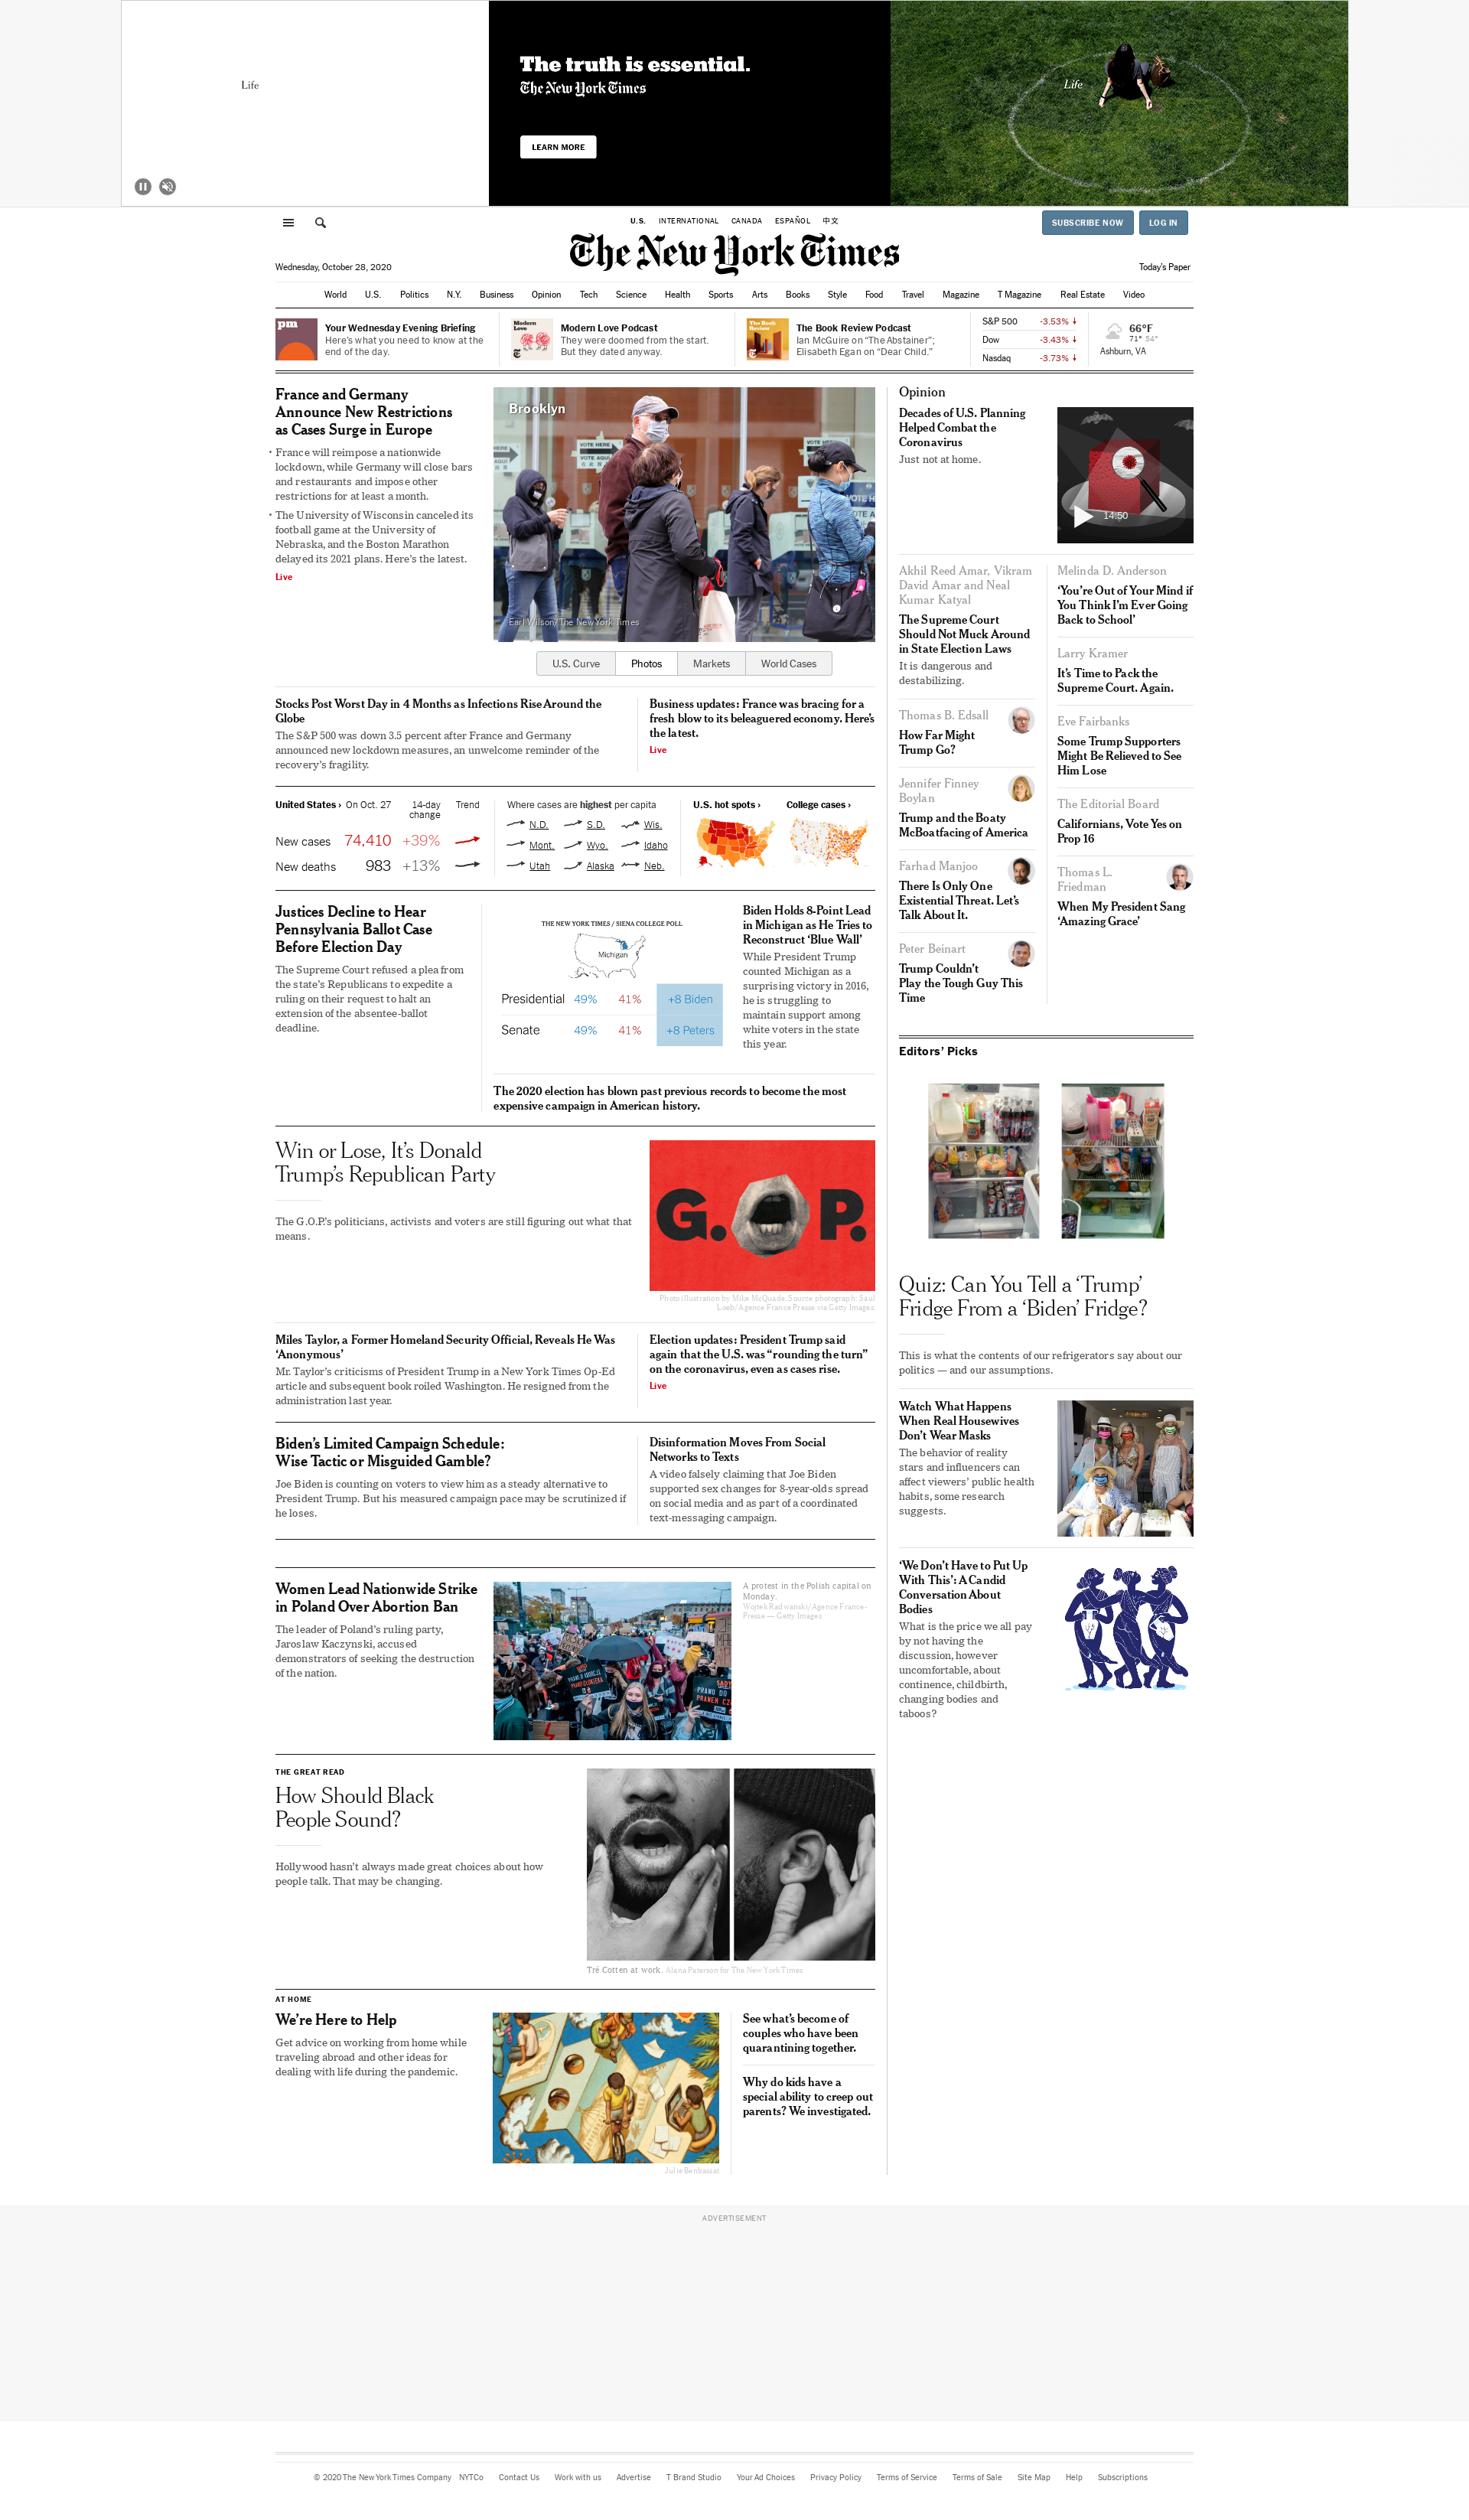 Life
The truth is essential.
The New York Times
LEARN MORE
Life
U.S. INTERNATIONAL CANADA ESPAÑOL 中文
SUBSCRIBE NOW LOG IN
The New York Times
Wednesday, October 28, 2020
Today's Paper
World U.S. Politics N.Y. Business Opinion Tech Science Health Sports Arts Books Style Food Travel Magazine T Magazine Real Estate Video
pm
Your Wednesday Evening Briefing
Here's what you need to know at the
end of the day.
Modern
Love
Modern Love Podcast
They were doomed from the start.
But they dated anyway.
The Book
Review
The Book Review Podcast
Ian McGuire on “The Abstainer”;
Elisabeth Egan on “Dear Child.”
S&P 500 -3.53%
Dow -3.43%
Nasdaq -3.73%
66°F
71° 54°
Ashburn, VA
France and Germany
Announce New Restrictions
as Cases Surge in Europe
• France will reimpose a nationwide
lockdown, while Germany will close bars
and restaurants and impose other
restrictions for at least a month.
• The University of Wisconsin canceled its
football game at the University of
Nebraska, and the Boston Marathon
delayed its 2021 plans. Here's the latest.
Live
Brooklyn
VOTE HERE
VOTE HERE
Earl Wilson/The New York Times
U.S. Curve Photos Markets World Cases
Stocks Post Worst Day in 4 Months as Infections Rise Around the
Globe
The S&P 500 was down 3.5 percent after France and Germany
announced new lockdown measures, an unwelcome reminder of the
recovery's fragility.
Business updates: France was bracing for a
fresh blow to its beleaguered economy. Here's
the latest.
Live
United States › On Oct. 27 14-day
change Trend
New cases 74,410 +39%
New deaths 983 +13%
Where cases are highest per capita
N.D. S.D. Wis.
Mont. Wyo. Idaho
Utah Alaska Neb.
U.S. hot spots › College cases ›
Justices Decline to Hear
Pennsylvania Ballot Case
Before Election Day
The Supreme Court refused a plea from
the state's Republicans to expedite a
ruling on their request to halt an
extension of the absentee-ballot
deadline.
THE NEW YORK TIMES / SIENA COLLEGE POLL
Michigan
Presidential 49% 41% +8 Biden
Senate 49% 41% +8 Peters
Biden Holds 8-Point Lead
in Michigan as He Tries to
Reconstruct ‘Blue Wall’
While President Trump
counted Michigan as a
surprising victory in 2016,
he is struggling to
maintain support among
white voters in the state
this year.
The 2020 election has blown past previous records to become the most
expensive campaign in American history.
Win or Lose, It's Donald
Trump's Republican Party
The G.O.P.'s politicians, activists and voters are still figuring out what that
means.
G.O.P.
Photo illustration by Mike McQuade. Source photograph: Saul
Loeb/Agence France Presse via Getty Images.
Miles Taylor, a Former Homeland Security Official, Reveals He Was
‘Anonymous’
Mr. Taylor's criticisms of President Trump in a New York Times Op-Ed
article and subsequent book roiled Washington. He resigned from the
administration last year.
Election updates: President Trump said
again that the U.S. was “rounding the turn”
on the coronavirus, even as cases rise.
Live
Biden's Limited Campaign Schedule:
Wise Tactic or Misguided Gamble?
Joe Biden is counting on voters to view him as a steady alternative to
President Trump. But his measured campaign pace may be scrutinized if
he loses.
Disinformation Moves From Social
Networks to Texts
A video falsely claiming that Joe Biden
supported sex changes for 8-year-olds spread
on social media and as part of a coordinated
text-messaging campaign.
Women Lead Nationwide Strike
in Poland Over Abortion Ban
The leader of Poland's ruling party,
Jaroslaw Kaczynski, accused
demonstrators of seeking the destruction
of the nation.
A protest in the Polish capital on
Monday.
Wojtek Radwanski/Agence France-
Presse — Getty Images
THE GREAT READ
How Should Black
People Sound?
Hollywood hasn't always made great choices about how
people talk. That may be changing.
Tré Cotten at work. Alana Paterson for The New York Times
AT HOME
We're Here to Help
Get advice on working from home while
traveling abroad and other ideas for
dealing with life during the pandemic.
Julie Benbassat
See what's become of
couples who have been
quarantining together.
Why do kids have a
special ability to creep out
parents? We investigated.
Opinion
Decades of U.S. Planning
Helped Combat the
Coronavirus
Just not at home.
14:50
Akhil Reed Amar, Vikram
David Amar and Neal
Kumar Katyal
The Supreme Court
Should Not Muck Around
in State Election Laws
It is dangerous and
destabilizing.
Thomas B. Edsall
How Far Might
Trump Go?
Jennifer Finney
Boylan
Trump and the Boaty
McBoatfacing of America
Farhad Manjoo
There Is Only One
Existential Threat. Let's
Talk About It.
Peter Beinart
Trump Couldn't
Play the Tough Guy This
Time
Melinda D. Anderson
‘You're Out of Your Mind if
You Think I'm Ever Going
Back to School’
Larry Kramer
It's Time to Pack the
Supreme Court. Again.
Eve Fairbanks
Some Trump Supporters
Might Be Relieved to See
Him Lose
The Editorial Board
Californians, Vote Yes on
Prop 16
Thomas L.
Friedman
When My President Sang
‘Amazing Grace’
Editors' Picks
Quiz: Can You Tell a ‘Trump’
Fridge From a ‘Biden’ Fridge?
This is what the contents of our refrigerators say about our
politics — and our assumptions.
Watch What Happens
When Real Housewives
Don't Wear Masks
The behavior of reality
stars and influencers can
affect viewers' public health
habits, some research
suggests.
‘We Don't Have to Put Up
With This’: A Candid
Conversation About
Bodies
What is the price we all pay
by not having the
discussion, however
uncomfortable, about
continence, childbirth,
changing bodies and
taboos?
ADVERTISEMENT
© 2020 The New York Times Company NYTCo Contact Us Work with us Advertise T Brand Studio Your Ad Choices Privacy Policy Terms of Service Terms of Sale Site Map Help Subscriptions